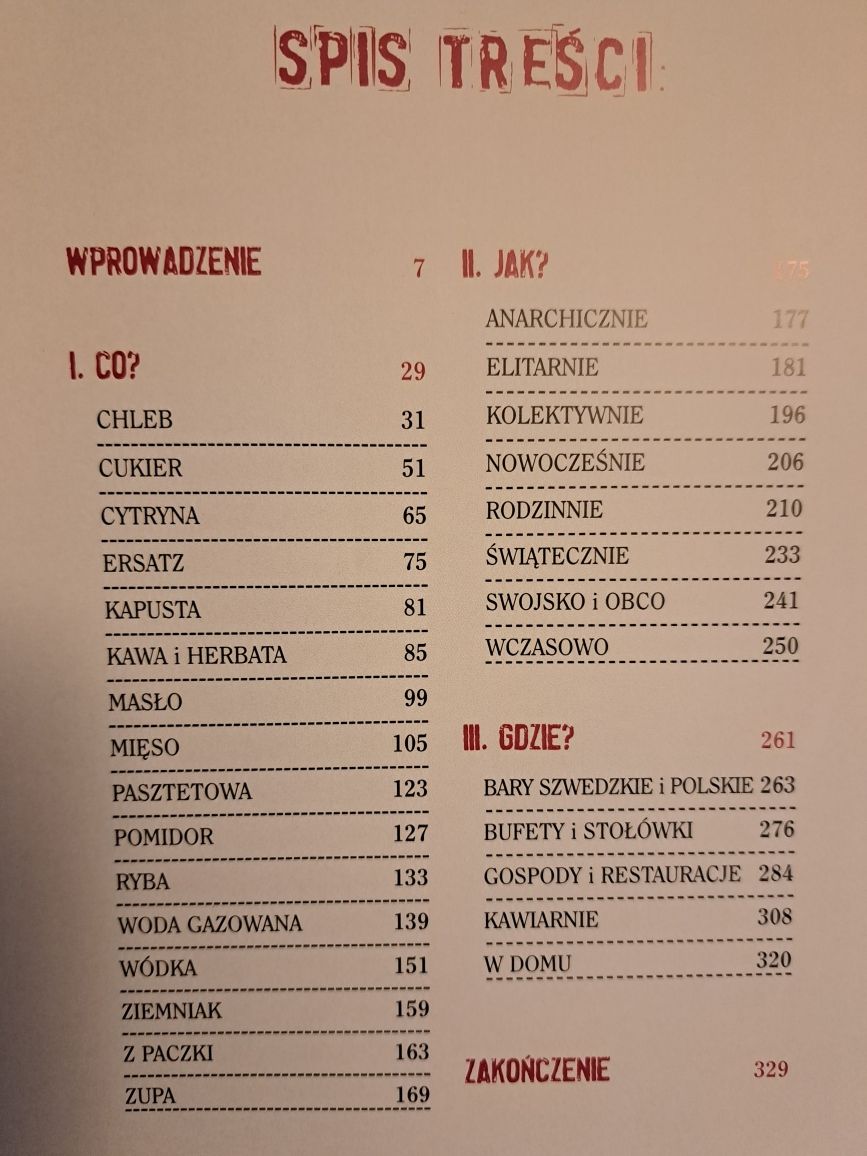 SPIS TREŚCI:
WPROWADZENIE 7
I. CO? 29
CHLEB 31
CUKIER 51
CYTRYNA 65
ERSATZ 75
KAPUSTA 81
KAWA i HERBATA 85
MASŁO 99
MIĘSO 105
PASZTETOWA 123
POMIDOR 127
RYBA 133
WODA GAZOWANA 139
WÓDKA 151
ZIEMNIAK 159
Z PACZKI 163
ZUPA 169
II. JAK? 175
ANARCHICZNIE 177
ELITARNIE 181
KOLEKTYWNIE 196
NOWOCZEŚNIE 206
RODZINNIE 210
ŚWIĄTECZNIE 233
SWOJSKO i OBCO 241
WCZASOWO 250
III. GDZIE? 261
BARY SZWEDZKIE i POLSKIE 263
BUFETY i STOŁÓWKI 276
GOSPODY i RESTAURACJE 284
KAWIARNIE 308
W DOMU 320
ZAKOŃCZENIE 329